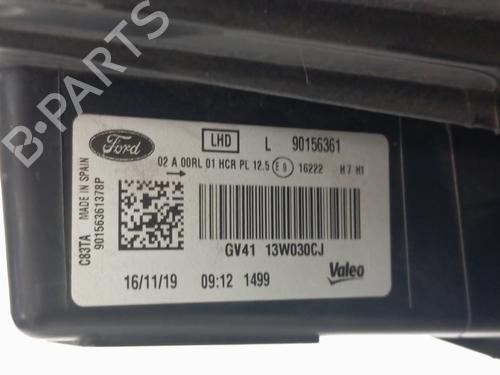 B-PARTS
Ford
LHD L 90156361
02 A 00RL 01 HCR PL 12.5 E9 16222 H7 H1
C83TA MADE IN SPAIN
90156361378P
GV41 13W030CJ
16/11/19 09:12 1499
Valeo